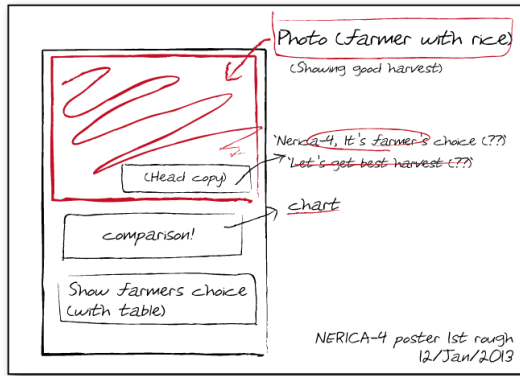 Photo (farmer with rice)
(Showing good harvest)
'Nerica-4, It's farmer's choice (??)
'Let's get best harvest (??)
(Head copy)
chart
comparison!
Show farmers choice
(with table)
NERICA-4 poster 1st rough
12/Jan/2013